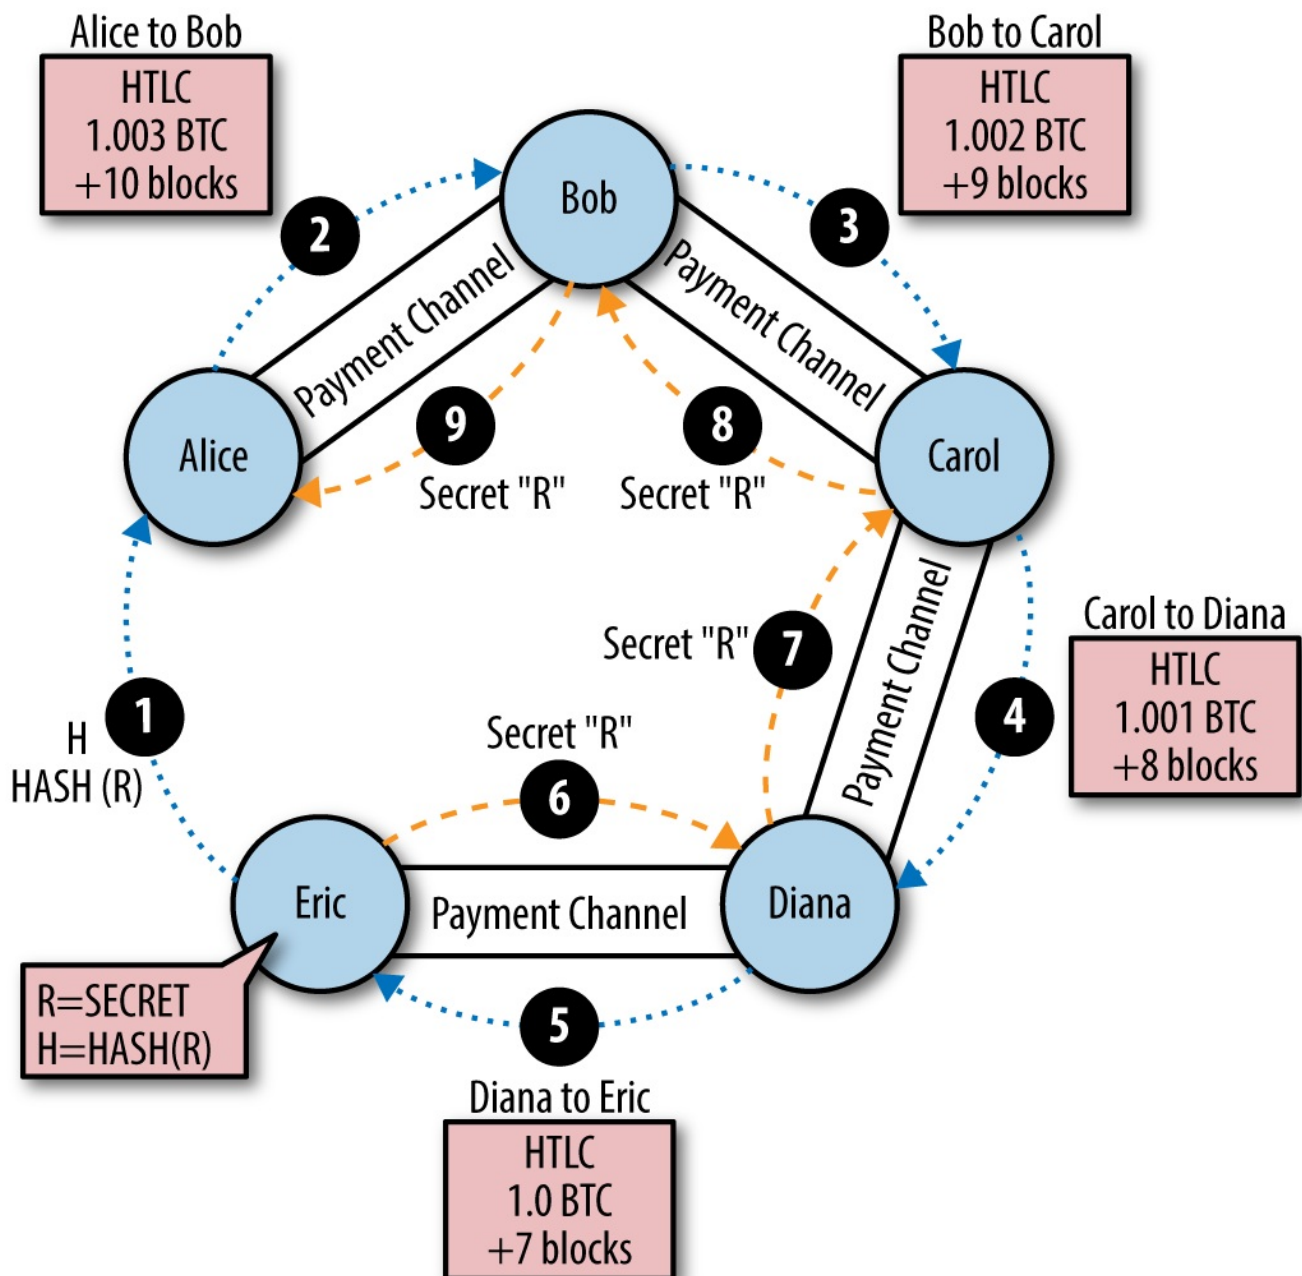 Alice to Bob
HTLC
1.003 BTC
+10 blocks
Bob to Carol
HTLC
1.002 BTC
+9 blocks
Bob
2
3
Payment Channel
Payment Channel
Alice
9
Secret "R"
8
Secret "R"
Carol
Carol to Diana
HTLC
1.001 BTC
+8 blocks
Secret "R"
7
Payment Channel
4
1
H
HASH (R)
Secret "R"
6
Eric
Payment Channel
Diana
R=SECRET
H=HASH(R)
5
Diana to Eric
HTLC
1.0 BTC
+7 blocks